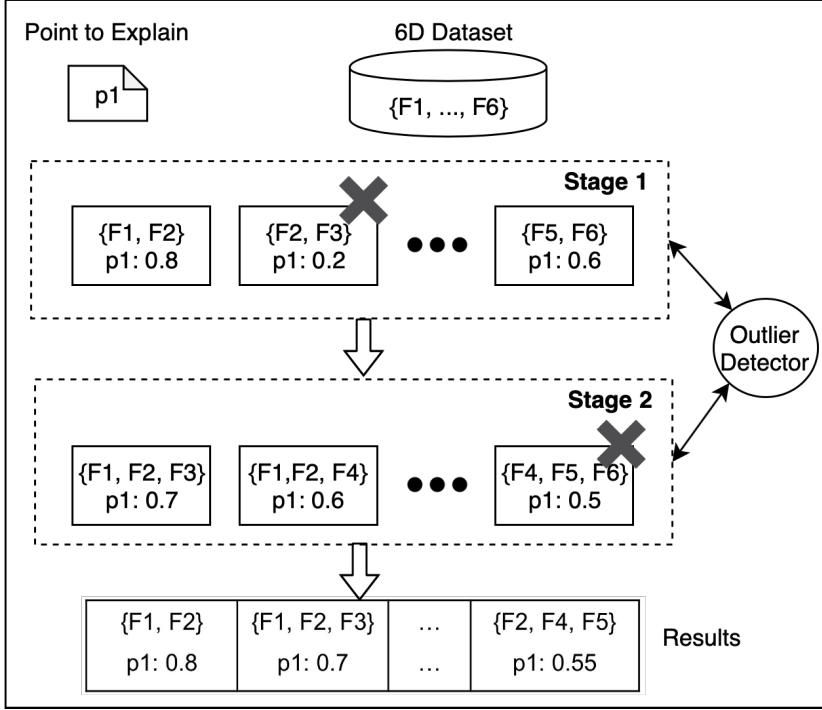 Point to Explain
6D Dataset
p1
{F1, ..., F6}
Stage 1
{F1, F2}
p1: 0.8
{F2, F3}
p1: 0.2
{F5, F6}
p1: 0.6
Outlier
Detector
Stage 2
{F1, F2, F3}
p1: 0.7
{F1,F2, F4}
p1: 0.6
{F4, F5, F6}
p1: 0.5
{F1, F2}
p1: 0.8
{F1, F2, F3}
p1: 0.7
...
...
{F2, F4, F5}
p1: 0.55
Results